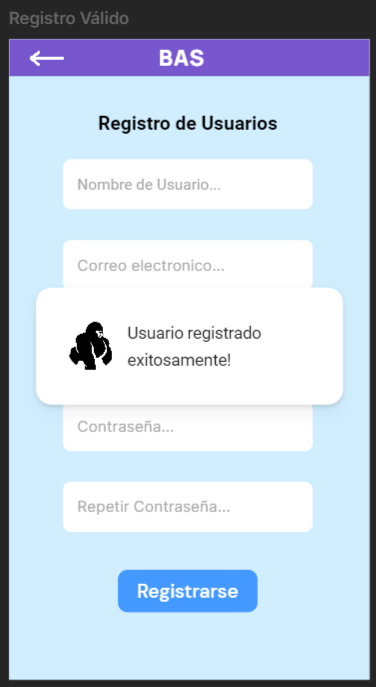 Registro Válido
BAS
Registro de Usuarios
Nombre de Usuario...
Correo electronico...
Usuario registrado
exitosamente!
Contraseña...
Repetir Contraseña...
Registrarse